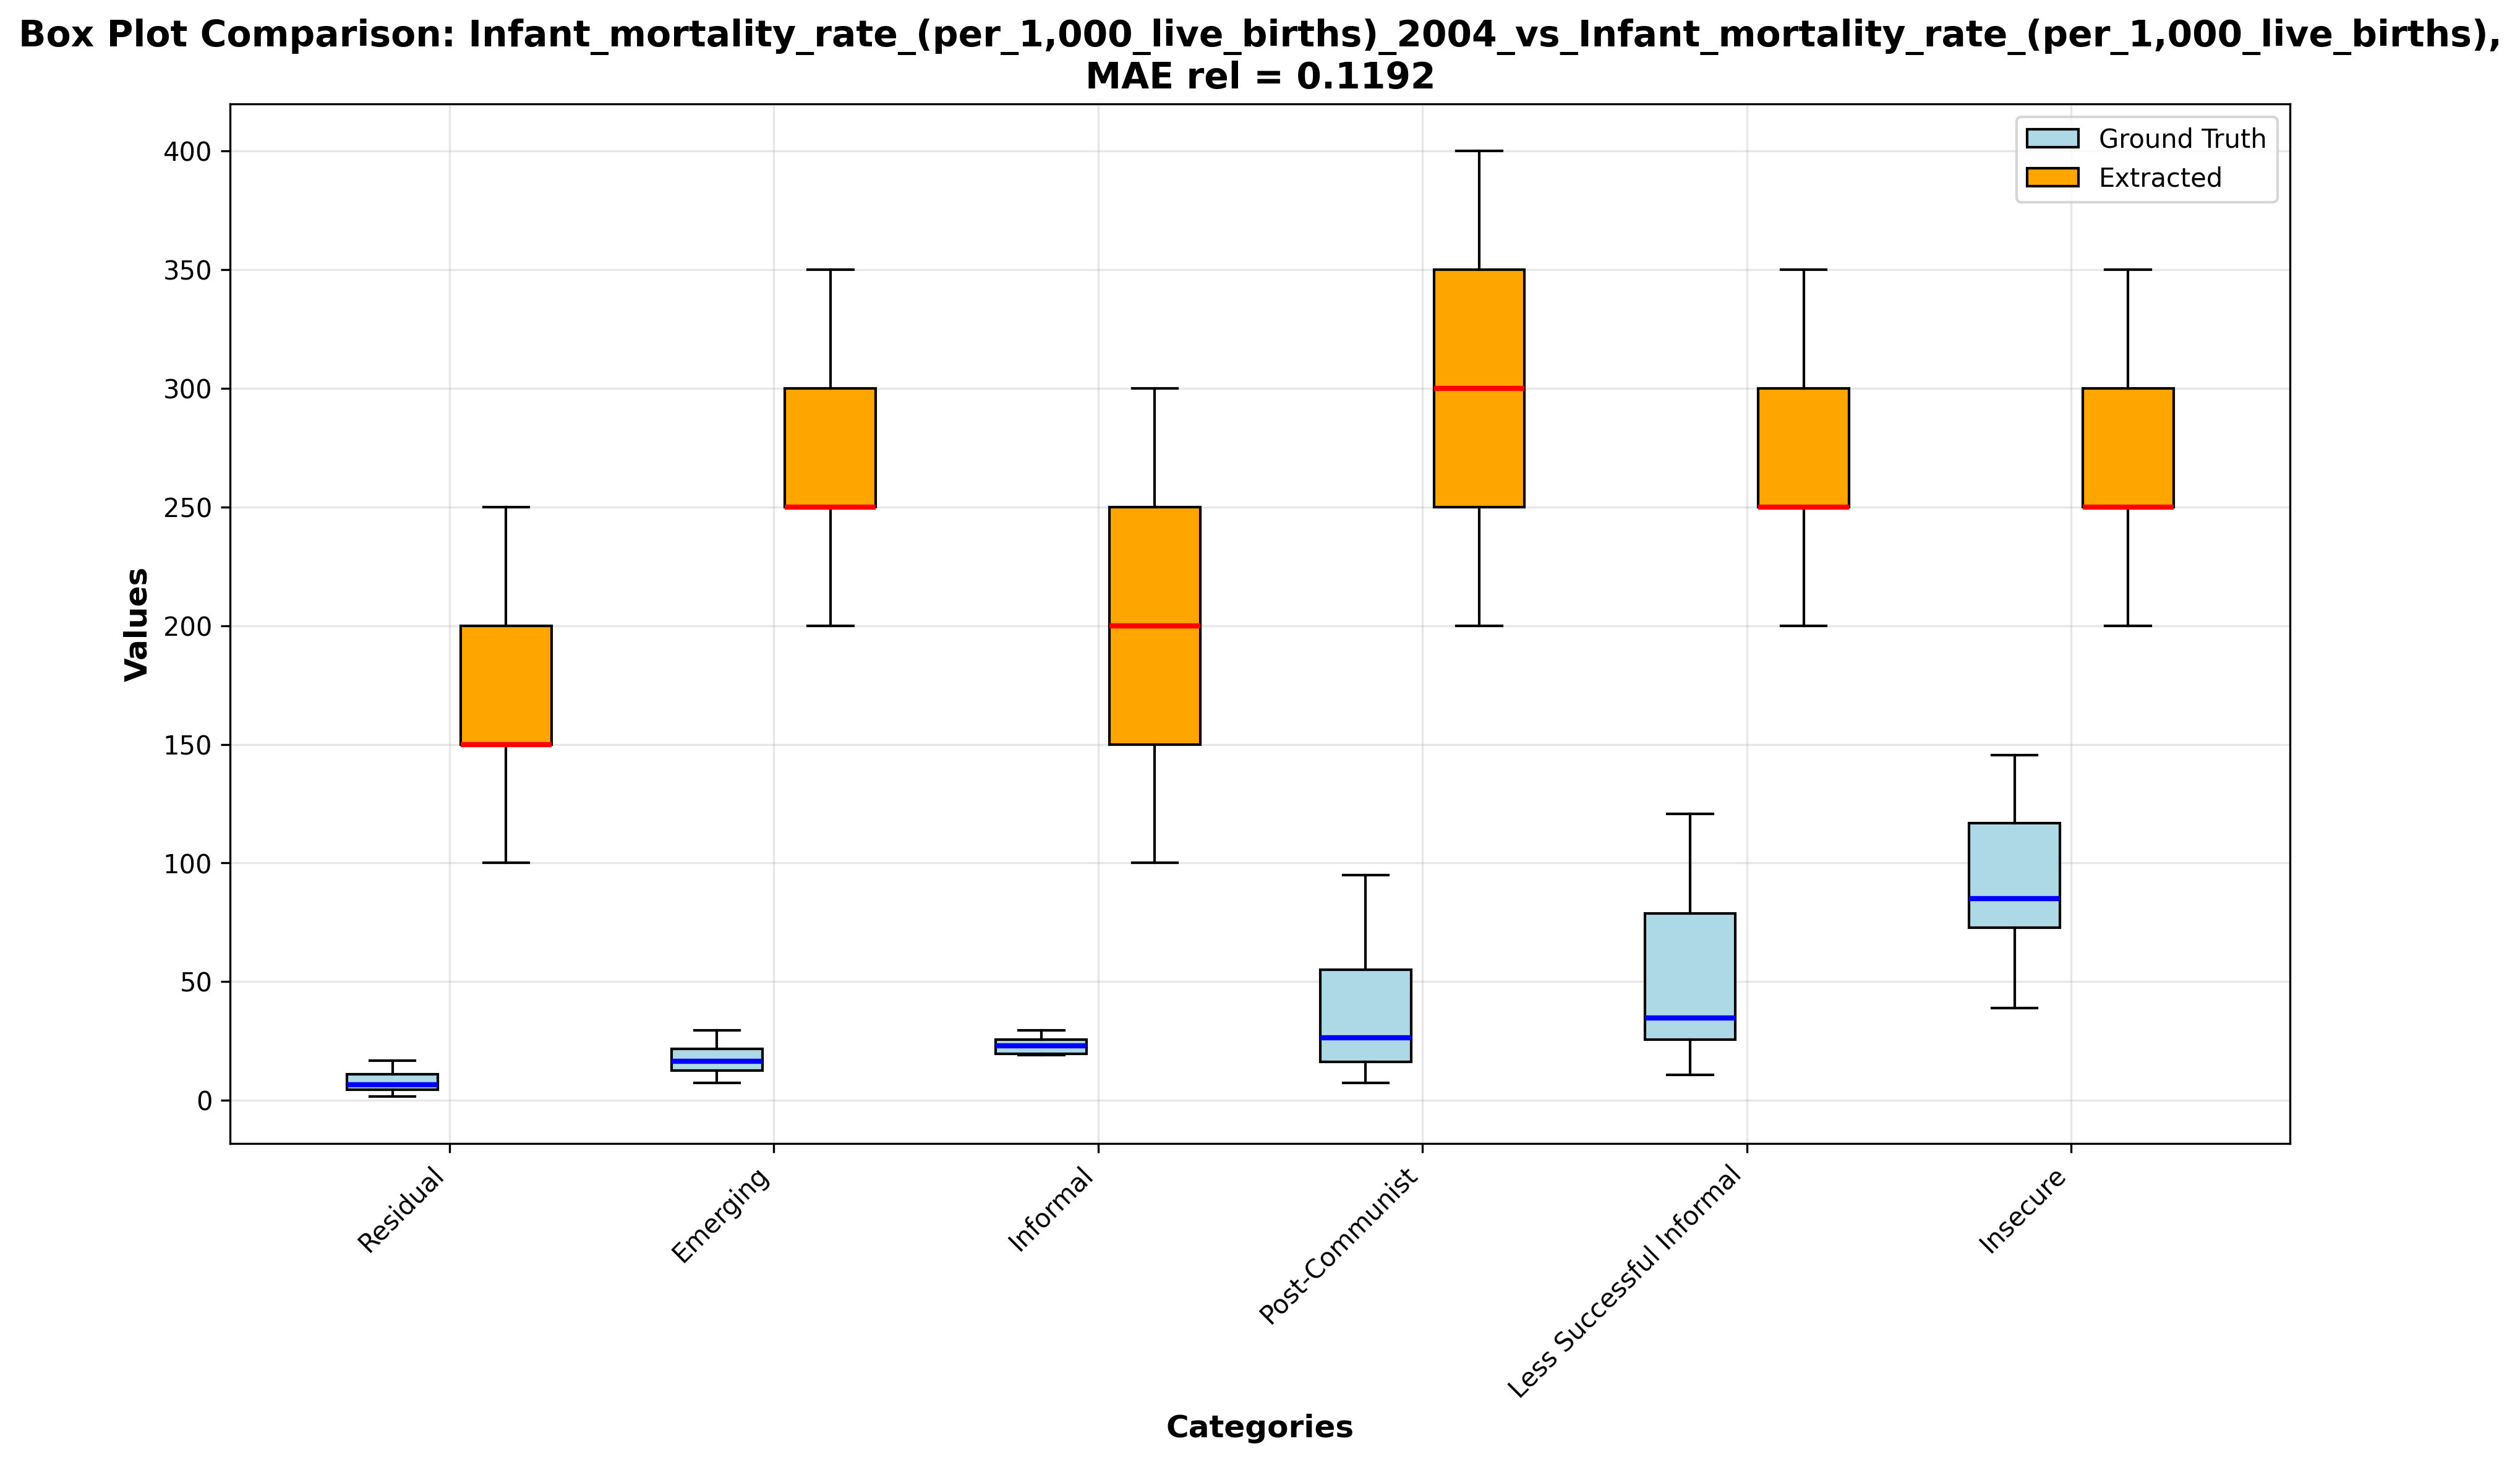 Box Plot Comparison: Infant_mortality_rate_(per_1,000_live_births)_2004_vs_Infant_mortality_rate_(per_1,000_live_births),
MAE rel = 0.1192
Ground Truth
Extracted
400
350
300
250
200
150
100
50
0
Values
Residual
Emerging
Informal
Post-Communist
Less Successful Informal
Insecure
Categories